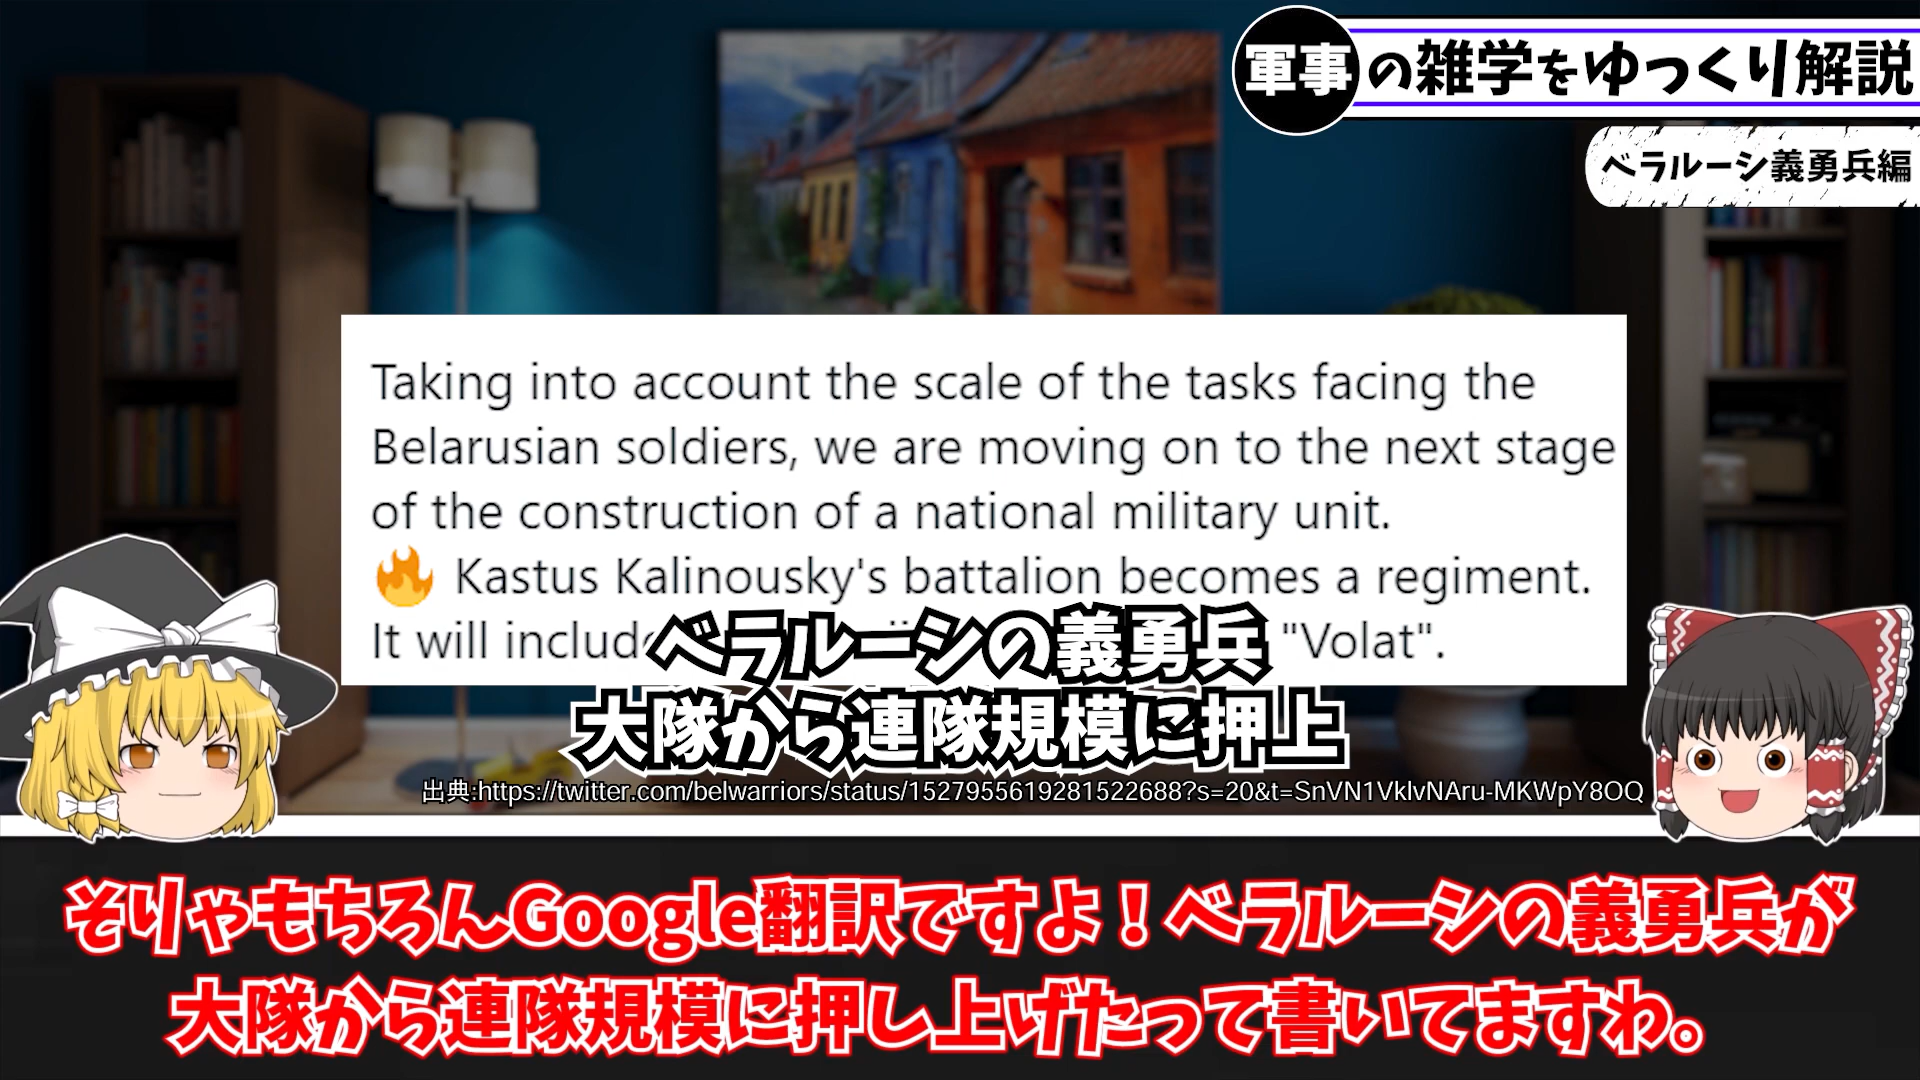 軍事の雑学をゆっくり解説
ベラルーシ義勇兵編
Taking into account the scale of the tasks facing the
Belarusian soldiers, we are moving on to the next stage
of the construction of a national military unit.
🔥 Kastus Kalinousky's battalion becomes a regiment.
It will include "Volat".
ベラルーシの義勇兵
大隊から連隊規模に押上
出典:https://twitter.com/belwarriors/status/1527955619281522688?s=20&t=SnVN1VklvNAru-MKWpY8OQ
そりゃもちろんGoogle翻訳ですよ！ベラルーシの義勇兵が
大隊から連隊規模に押し上げたって書いてますわ。